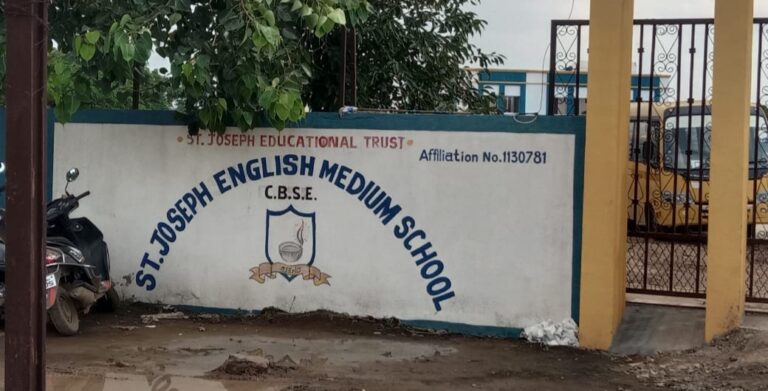 ST. JOSEPH EDUCATIONAL TRUST
Affiliation No.1130781
ST. JOSEPH ENGLISH MEDIUM SCHOOL
C.B.S.E.